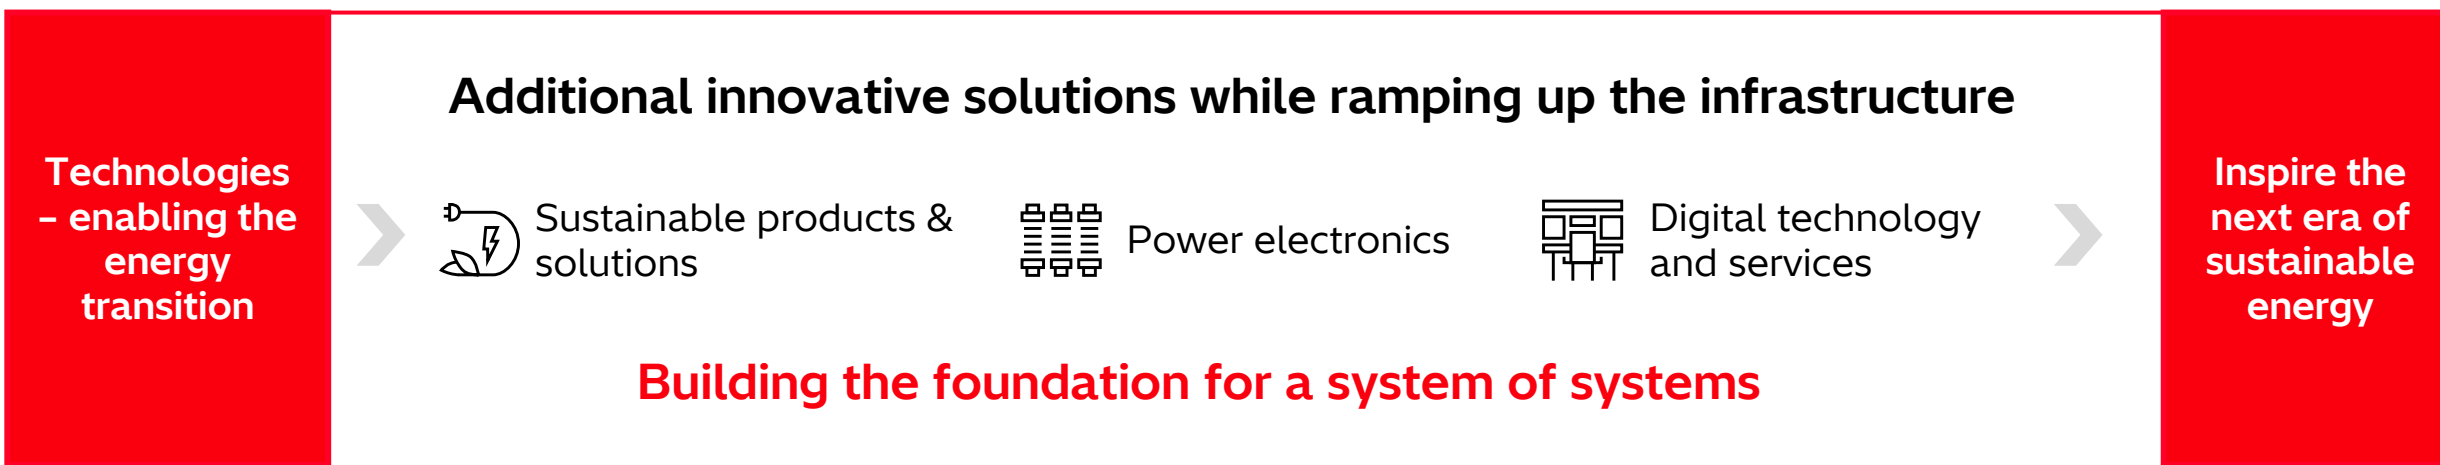 Technologies
– enabling the
energy
transition
Additional innovative solutions while ramping up the infrastructure
Sustainable products &
solutions
Power electronics
Digital technology
and services
Building the foundation for a system of systems
Inspire the
next era of
sustainable
energy